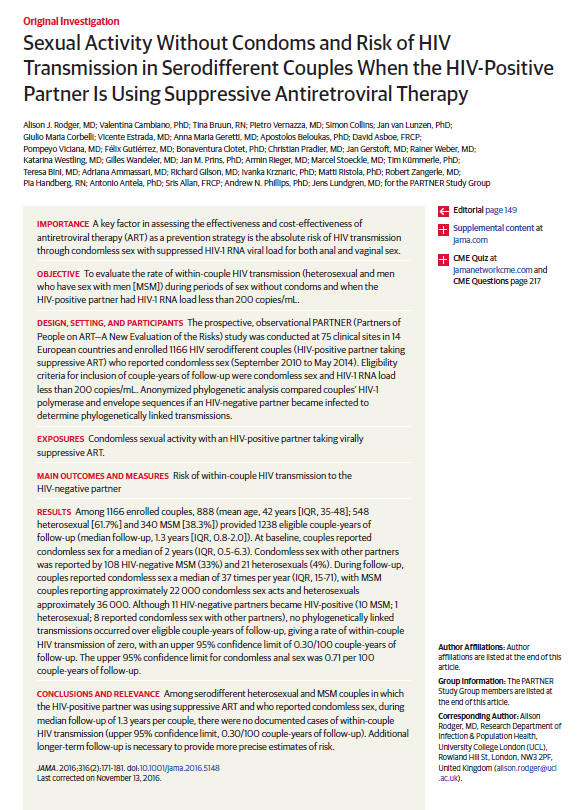 Original Investigation
Sexual Activity Without Condoms and Risk of HIV
Transmission in Serodifferent Couples When the HIV-Positive
Partner Is Using Suppressive Antiretroviral Therapy
Alison J. Rodger, MD; Valentina Cambiano, PhD; Tina Bruun, RN; Pietro Vernazza, MD; Simon Collins; Jan van Lunzen, PhD;
Giulio Maria Corbelli; Vicente Estrada, MD; Anna Maria Geretti, MD; Apostolos Beloukas, PhD; David Asboe, FRCP;
Pompeyo Viciana, MD; Félix Gutiérrez, MD; Bonaventura Clotet, PhD; Christian Pradier, MD; Jan Gerstoft, MD; Rainer Weber, MD;
Katarina Westling, MD; Gilles Wandeler, MD; Jan M. Prins, PhD; Armin Rieger, MD; Marcel Stoeckle, MD; Tim Kümmerle, PhD;
Teresa Bini, MD; Adriana Ammassari, MD; Richard Gilson, MD; Ivanka Krznaric, PhD; Matti Ristola, PhD; Robert Zangerle, MD;
Pia Handberg, RN; Antonio Antela, PhD; Sris Allan, FRCP; Andrew N. Phillips, PhD; Jens Lundgren, MD; for the PARTNER Study Group
IMPORTANCE A key factor in assessing the effectiveness and cost-effectiveness of
antiretroviral therapy (ART) as a prevention strategy is the absolute risk of HIV transmission
through condomless sex with suppressed HIV-1 RNA viral load for both anal and vaginal sex.
OBJECTIVE To evaluate the rate of within-couple HIV transmission (heterosexual and men
who have sex with men [MSM]) during periods of sex without condoms and when the
HIV-positive partner had HIV-1 RNA load less than 200 copies/mL.
DESIGN, SETTING, AND PARTICIPANTS The prospective, observational PARTNER (Partners of
People on ART—A New Evaluation of the Risks) study was conducted at 75 clinical sites in 14
European countries and enrolled 1166 HIV serodifferent couples (HIV-positive partner taking
suppressive ART) who reported condomless sex (September 2010 to May 2014). Eligibility
criteria for inclusion of couple-years of follow-up were condomless sex and HIV-1 RNA load
less than 200 copies/mL. Anonymized phylogenetic analysis compared couples' HIV-1
polymerase and envelope sequences if an HIV-negative partner became infected to
determine phylogenetically linked transmissions.
EXPOSURES Condomless sexual activity with an HIV-positive partner taking virally
suppressive ART.
MAIN OUTCOMES AND MEASURES Risk of within-couple HIV transmission to the
HIV-negative partner
RESULTS Among 1166 enrolled couples, 888 (mean age, 42 years [IQR, 35-48]; 548
heterosexual [61.7%] and 340 MSM [38.3%]) provided 1238 eligible couple-years of
follow-up (median follow-up, 1.3 years [IQR, 0.8-2.0]). At baseline, couples reported
condomless sex for a median of 2 years (IQR, 0.5-6.3). Condomless sex with other partners
was reported by 108 HIV-negative MSM (33%) and 21 heterosexuals (4%). During follow-up,
couples reported condomless sex a median of 37 times per year (IQR, 15-71), with MSM
couples reporting approximately 22 000 condomless sex acts and heterosexuals
approximately 36 000. Although 11 HIV-negative partners became HIV-positive (10 MSM; 1
heterosexual; 8 reported condomless sex with other partners), no phylogenetically linked
transmissions occurred over eligible couple-years of follow-up, giving a rate of within-couple
HIV transmission of zero, with an upper 95% confidence limit of 0.30/100 couple-years of
follow-up. The upper 95% confidence limit for condomless anal sex was 0.71 per 100
couple-years of follow-up.
CONCLUSIONS AND RELEVANCE Among serodifferent heterosexual and MSM couples in which
the HIV-positive partner was using suppressive ART and who reported condomless sex, during
median follow-up of 1.3 years per couple, there were no documented cases of within-couple
HIV transmission (upper 95% confidence limit, 0.30/100 couple-years of follow-up). Additional
longer-term follow-up is necessary to provide more precise estimates of risk.
JAMA. 2016;316(2):171-181. doi:10.1001/jama.2016.5148
Last corrected on November 13, 2016.
Editorial page 149
Supplemental content at
jama.com
CME Quiz at
jamanetworkcme.com and
CME Questions page 217
Author Affiliations: Author
affiliations are listed at the end of this
article.
Group Information: The PARTNER
Study Group members are listed at
the end of this article.
Corresponding Author: Alison
Rodger, MD, Research Department of
Infection & Population Health,
University College London (UCL),
Rowland Hill St, London, NW3 2PF,
United Kingdom (alison.rodger@ucl
.ac.uk).